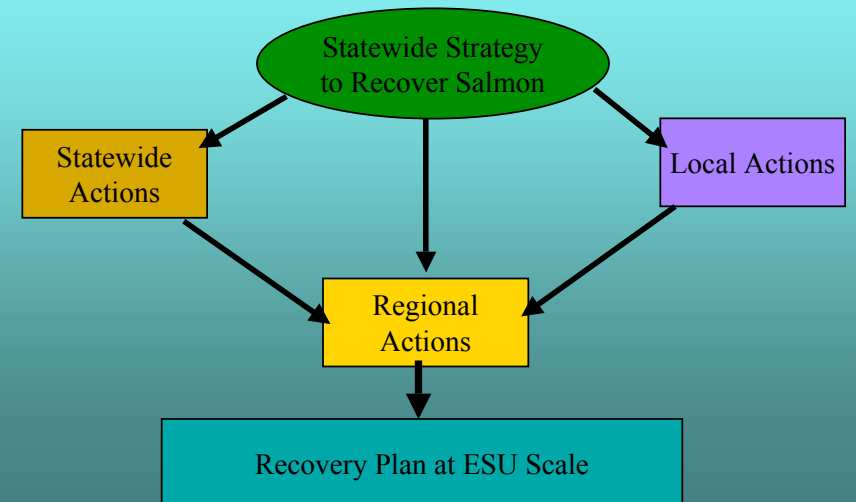 Statewide Strategy
to Recover Salmon
Statewide
Actions
Local Actions
Regional
Actions
Recovery Plan at ESU Scale